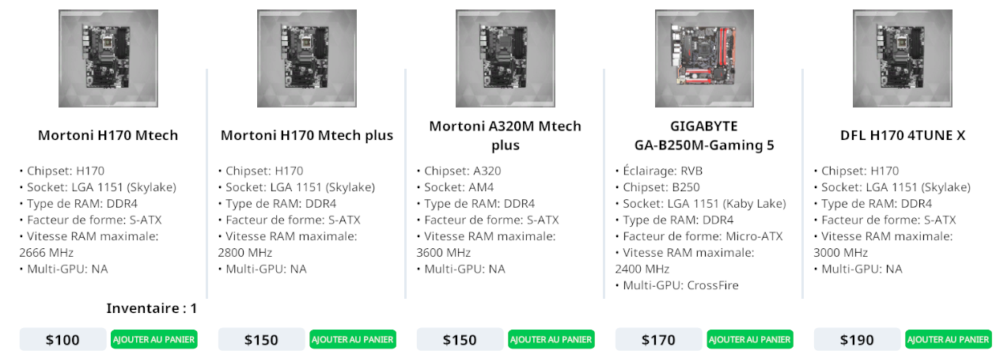 Mortoni H170 Mtech
• Chipset: H170
• Socket: LGA 1151 (Skylake)
• Type de RAM: DDR4
• Facteur de forme: S-ATX
• Vitesse RAM maximale:
2666 MHz
• Multi-GPU: NA
Inventaire : 1
$100
AJOUTER AU PANIER
Mortoni H170 Mtech plus
• Chipset: H170
• Socket: LGA 1151 (Skylake)
• Type de RAM: DDR4
• Facteur de forme: S-ATX
• Vitesse RAM maximale:
2800 MHz
• Multi-GPU: NA
$150
AJOUTER AU PANIER
Mortoni A320M Mtech
plus
• Chipset: A320
• Socket: AM4
• Type de RAM: DDR4
• Facteur de forme: S-ATX
• Vitesse RAM maximale:
3600 MHz
• Multi-GPU: NA
$150
AJOUTER AU PANIER
GIGABYTE
GA-B250M-Gaming 5
• Éclairage: RVB
• Chipset: B250
• Socket: LGA 1151 (Kaby Lake)
• Type de RAM: DDR4
• Facteur de forme: Micro-ATX
• Vitesse RAM maximale:
2400 MHz
• Multi-GPU: CrossFire
$170
AJOUTER AU PANIER
DFL H170 4TUNE X
• Chipset: H170
• Socket: LGA 1151 (Skylake)
• Type de RAM: DDR4
• Facteur de forme: S-ATX
• Vitesse RAM maximale:
3000 MHz
• Multi-GPU: NA
$190
AJOUTER AU PANIER